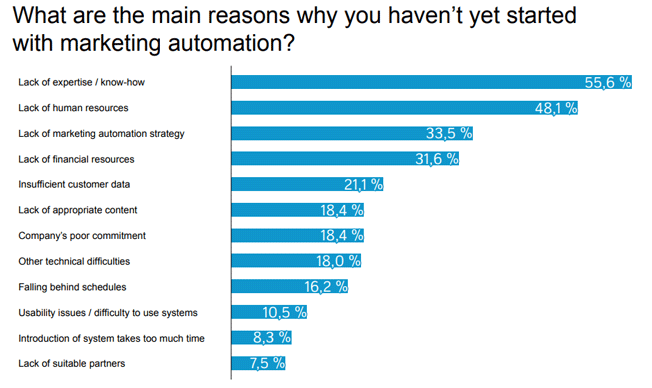 What are the main reasons why you haven’t yet started
with marketing automation?
Lack of expertise / know-how 55,6 %
Lack of human resources 48,1 %
Lack of marketing automation strategy 33,5 %
Lack of financial resources 31,6 %
Insufficient customer data 21,1 %
Lack of appropriate content 18,4 %
Company’s poor commitment 18,4 %
Other technical difficulties 18,0 %
Falling behind schedules 16,2 %
Usability issues / difficulty to use systems 10,5 %
Introduction of system takes too much time 8,3 %
Lack of suitable partners 7,5 %